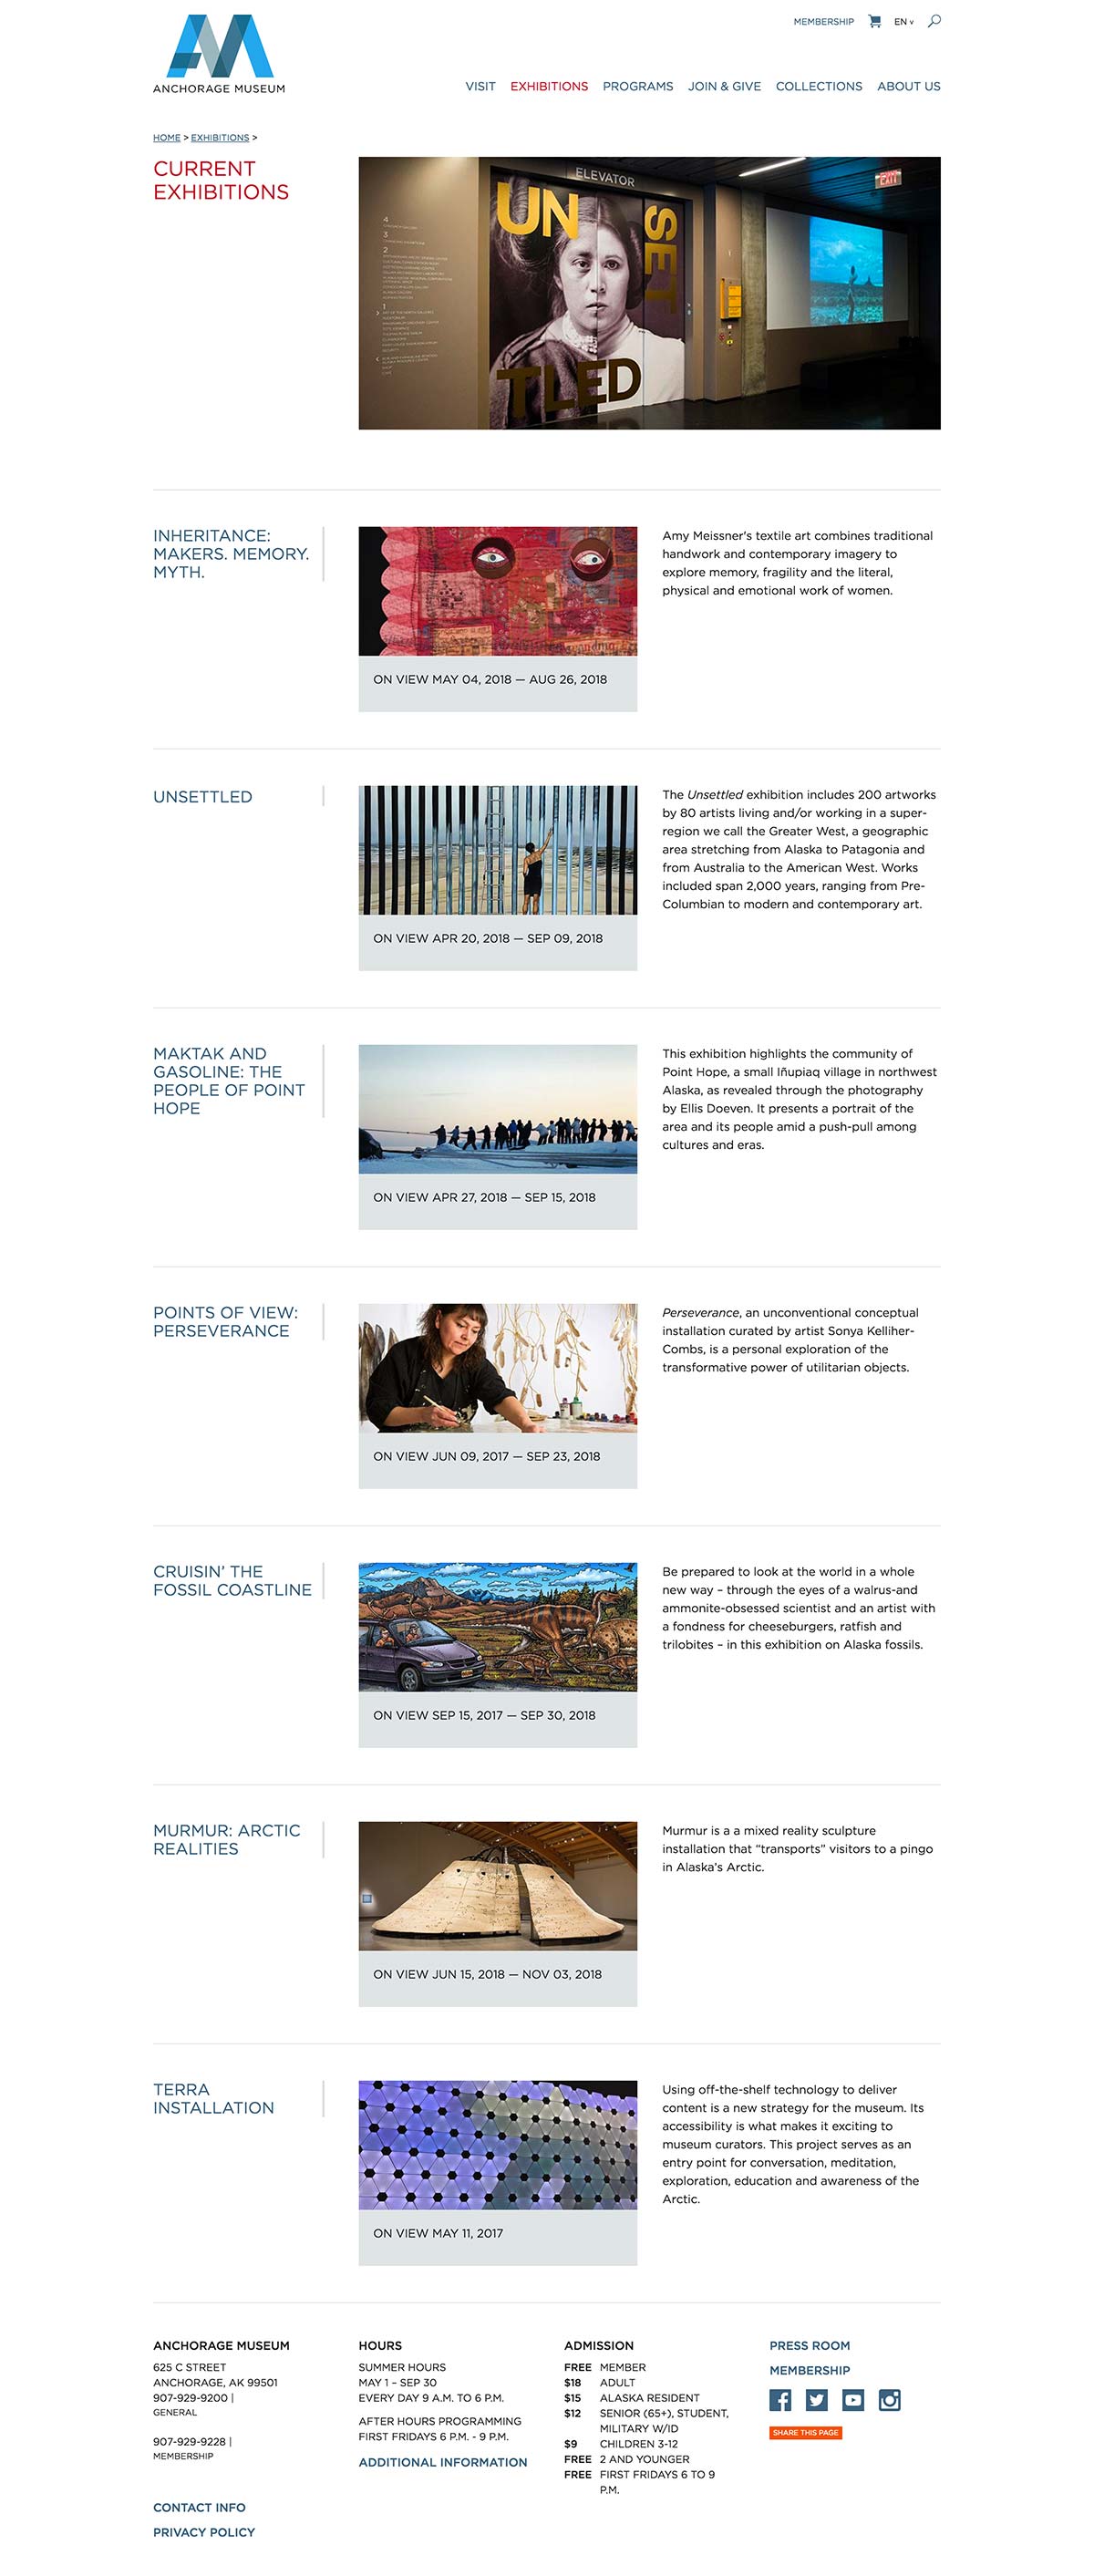 ANCHORAGE MUSEUM
MEMBERSHIP
EN
VISIT EXHIBITIONS PROGRAMS JOIN & GIVE COLLECTIONS ABOUT US
HOME > EXHIBITIONS >
CURRENT
EXHIBITIONS
ELEVATOR
EXIT
UN
SET
TLED
4
3
2
1
INHERITANCE:
MAKERS. MEMORY.
MYTH.
ON VIEW MAY 04, 2018 — AUG 26, 2018
Amy Meissner's textile art combines traditional
handwork and contemporary imagery to
explore memory, fragility and the literal,
physical and emotional work of women.
UNSETTLED
ON VIEW APR 20, 2018 — SEP 09, 2018
The Unsettled exhibition includes 200 artworks
by 80 artists living and/or working in a super-
region we call the Greater West, a geographic
area stretching from Alaska to Patagonia and
from Australia to the American West. Works
included span 2,000 years, ranging from Pre-
Columbian to modern and contemporary art.
MAKTAK AND
GASOLINE: THE
PEOPLE OF POINT
HOPE
ON VIEW APR 27, 2018 — SEP 15, 2018
This exhibition highlights the community of
Point Hope, a small Iñupiaq village in northwest
Alaska, as revealed through the photography
by Ellis Doeven. It presents a portrait of the
area and its people amid a push-pull among
cultures and eras.
POINTS OF VIEW:
PERSEVERANCE
ON VIEW JUN 09, 2017 — SEP 23, 2018
Perseverance, an unconventional conceptual
installation curated by artist Sonya Kelliher-
Combs, is a personal exploration of the
transformative power of utilitarian objects.
CRUISIN' THE
FOSSIL COASTLINE
ON VIEW SEP 15, 2017 — SEP 30, 2018
Be prepared to look at the world in a whole
new way – through the eyes of a walrus-and
ammonite-obsessed scientist and an artist with
a fondness for cheeseburgers, ratfish and
trilobites – in this exhibition on Alaska fossils.
MURMUR: ARCTIC
REALITIES
ON VIEW JUN 15, 2018 — NOV 03, 2018
Murmur is a a mixed reality sculpture
installation that “transports” visitors to a pingo
in Alaska's Arctic.
TERRA
INSTALLATION
ON VIEW MAY 11, 2017
Using off-the-shelf technology to deliver
content is a new strategy for the museum. Its
accessibility is what makes it exciting to
museum curators. This project serves as an
entry point for conversation, meditation,
exploration, education and awareness of the
Arctic.
ANCHORAGE MUSEUM
625 C STREET
ANCHORAGE, AK 99501
907-929-9200 |
GENERAL
907-929-9228 |
MEMBERSHIP
CONTACT INFO
PRIVACY POLICY
HOURS
SUMMER HOURS
MAY 1 – SEP 30
EVERY DAY 9 A.M. TO 6 P.M.
AFTER HOURS PROGRAMMING
FIRST FRIDAYS 6 P.M. - 9 P.M.
ADDITIONAL INFORMATION
ADMISSION
FREE MEMBER
$18 ADULT
$15 ALASKA RESIDENT
$12 SENIOR (65+), STUDENT,
MILITARY W/ID
$9 CHILDREN 3-12
FREE 2 AND YOUNGER
FREE FIRST FRIDAYS 6 TO 9
P.M.
PRESS ROOM
MEMBERSHIP
SHARE THIS PAGE